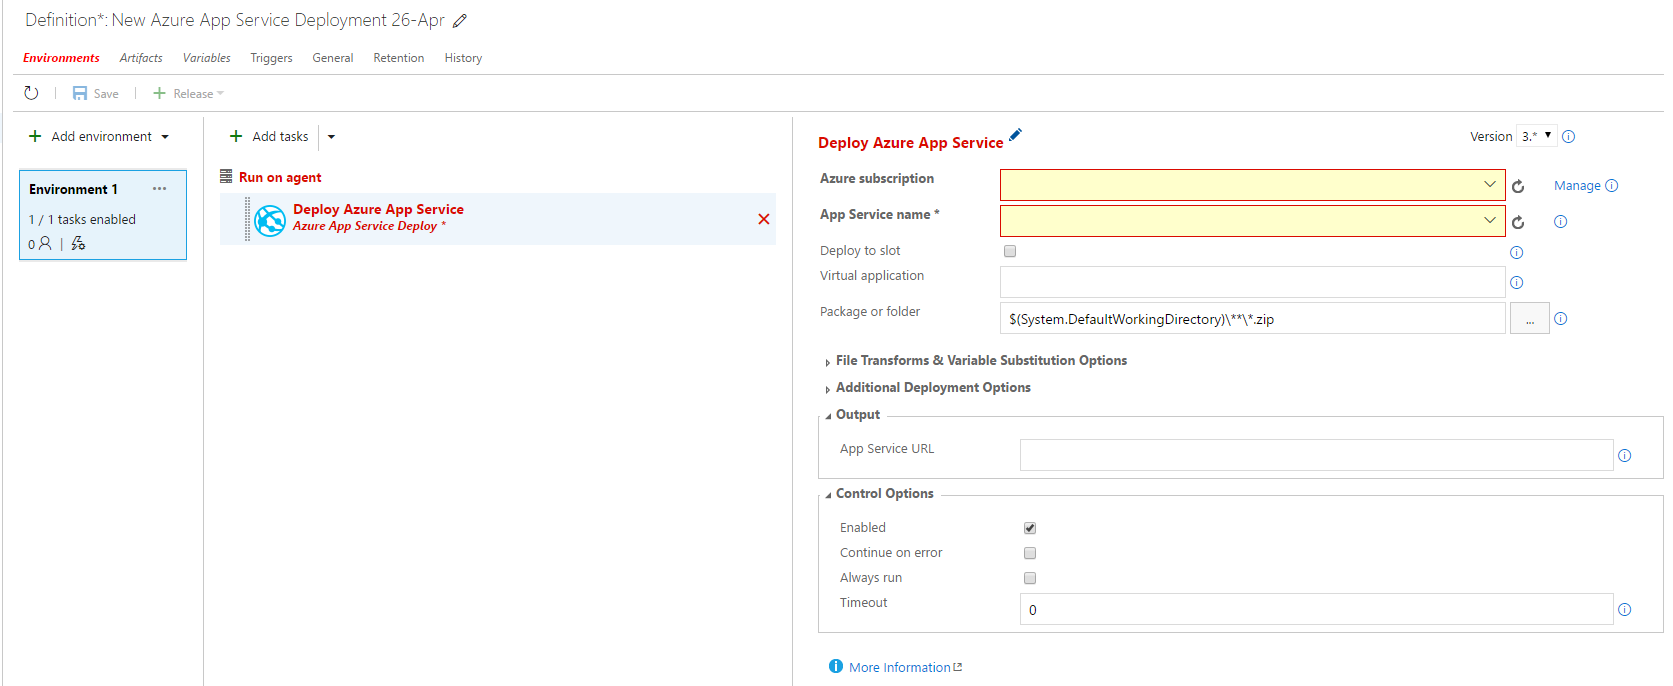 Definition*: New Azure App Service Deployment 26-Apr
Environments Artifacts Variables Triggers General Retention History
Save Release
Add environment
Environment 1 ...
1 / 1 tasks enabled
0
Add tasks
Run on agent
Deploy Azure App Service
Azure App Service Deploy *
Deploy Azure App Service
Version 3.*
Azure subscription
Manage
App Service name *
Deploy to slot
Virtual application
Package or folder
$(System.DefaultWorkingDirectory)\**\*.zip
...
File Transforms & Variable Substitution Options
Additional Deployment Options
Output
App Service URL
Control Options
Enabled
Continue on error
Always run
Timeout
0
More Information